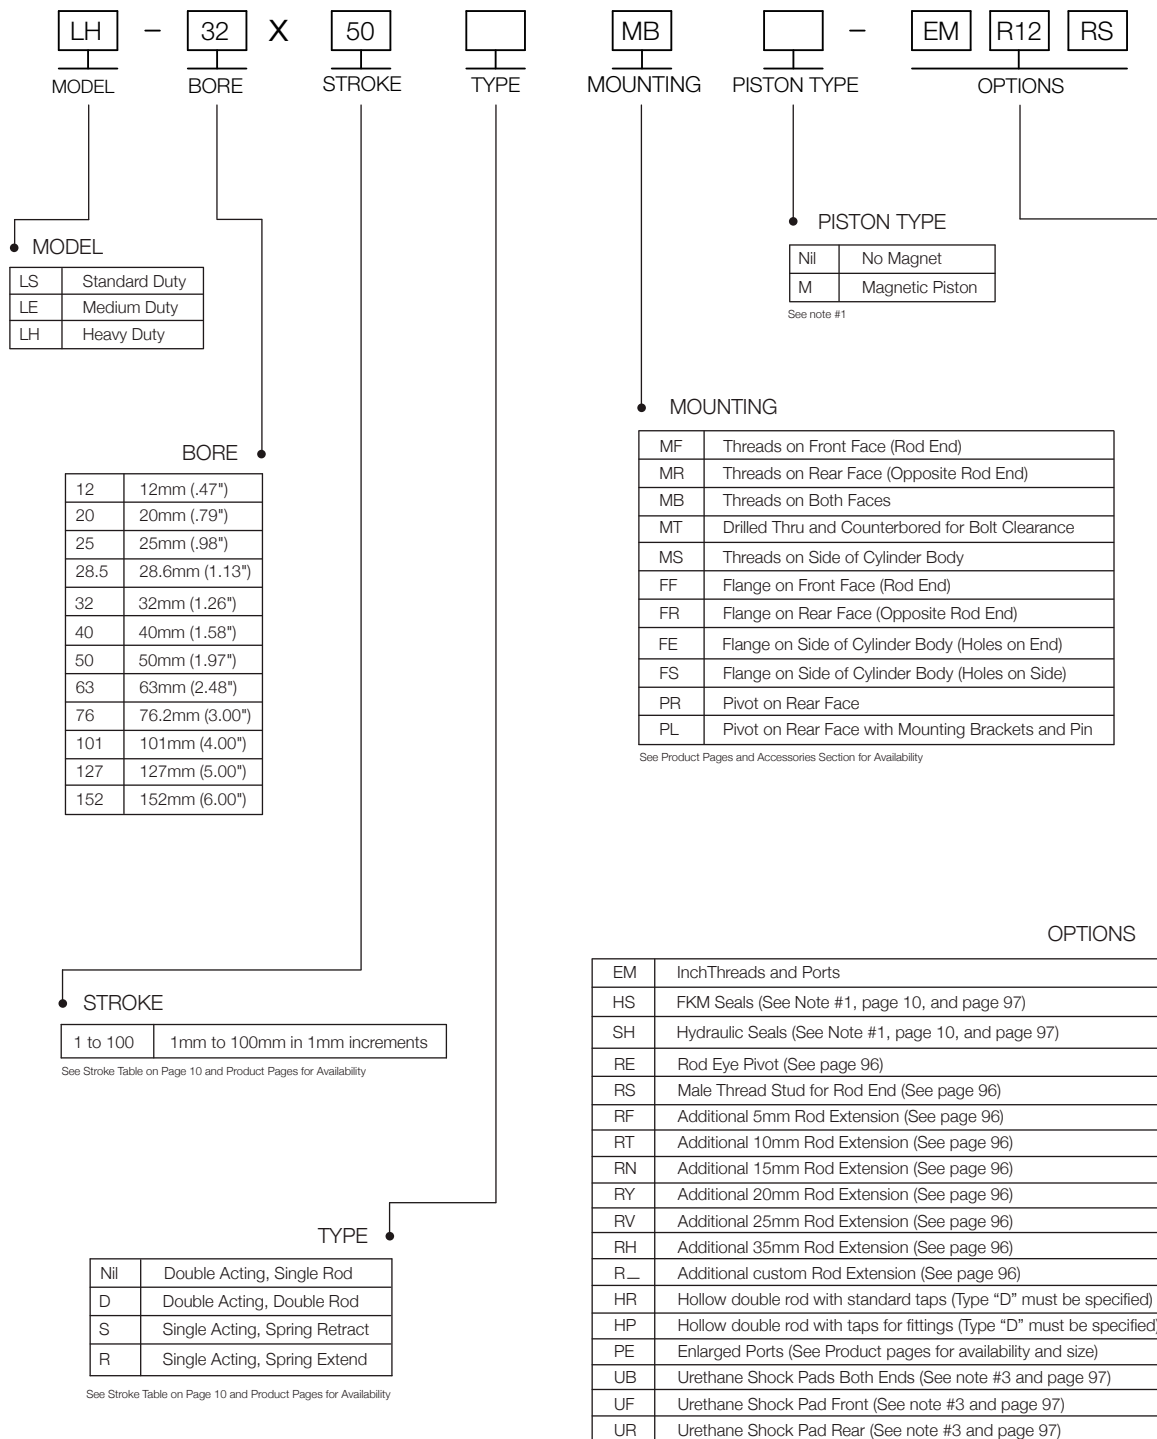 LH – 32 X 50 MB – EM R12 RS
MODEL BORE STROKE TYPE MOUNTING PISTON TYPE OPTIONS
PISTON TYPE
Nil No Magnet
M Magnetic Piston
See note #1
MODEL
LS Standard Duty
LE Medium Duty
LH Heavy Duty
MOUNTING
MF Threads on Front Face (Rod End)
MR Threads on Rear Face (Opposite Rod End)
MB Threads on Both Faces
MT Drilled Thru and Counterbored for Bolt Clearance
MS Threads on Side of Cylinder Body
FF Flange on Front Face (Rod End)
FR Flange on Rear Face (Opposite Rod End)
FE Flange on Side of Cylinder Body (Holes on End)
FS Flange on Side of Cylinder Body (Holes on Side)
PR Pivot on Rear Face
PL Pivot on Rear Face with Mounting Brackets and Pin
See Product Pages and Accessories Section for Availability
BORE
12 12mm (.47")
20 20mm (.79")
25 25mm (.98")
28.5 28.6mm (1.13")
32 32mm (1.26")
40 40mm (1.58")
50 50mm (1.97")
63 63mm (2.48")
76 76.2mm (3.00")
101 101mm (4.00")
127 127mm (5.00")
152 152mm (6.00")
STROKE
1 to 100 1mm to 100mm in 1mm increments
See Stroke Table on Page 10 and Product Pages for Availability
TYPE
Nil Double Acting, Single Rod
D Double Acting, Double Rod
S Single Acting, Spring Retract
R Single Acting, Spring Extend
See Stroke Table on Page 10 and Product Pages for Availability
OPTIONS
EM InchThreads and Ports
HS FKM Seals (See Note #1, page 10, and page 97)
SH Hydraulic Seals (See Note #1, page 10, and page 97)
RE Rod Eye Pivot (See page 96)
RS Male Thread Stud for Rod End (See page 96)
RF Additional 5mm Rod Extension (See page 96)
RT Additional 10mm Rod Extension (See page 96)
RN Additional 15mm Rod Extension (See page 96)
RY Additional 20mm Rod Extension (See page 96)
RV Additional 25mm Rod Extension (See page 96)
RH Additional 35mm Rod Extension (See page 96)
R_ Additional custom Rod Extension (See page 96)
HR Hollow double rod with standard taps (Type “D” must be specified)
HP Hollow double rod with taps for fittings (Type “D” must be specified)
PE Enlarged Ports (See Product pages for availability and size)
UB Urethane Shock Pads Both Ends (See note #3 and page 97)
UF Urethane Shock Pad Front (See note #3 and page 97)
UR Urethane Shock Pad Rear (See note #3 and page 97)